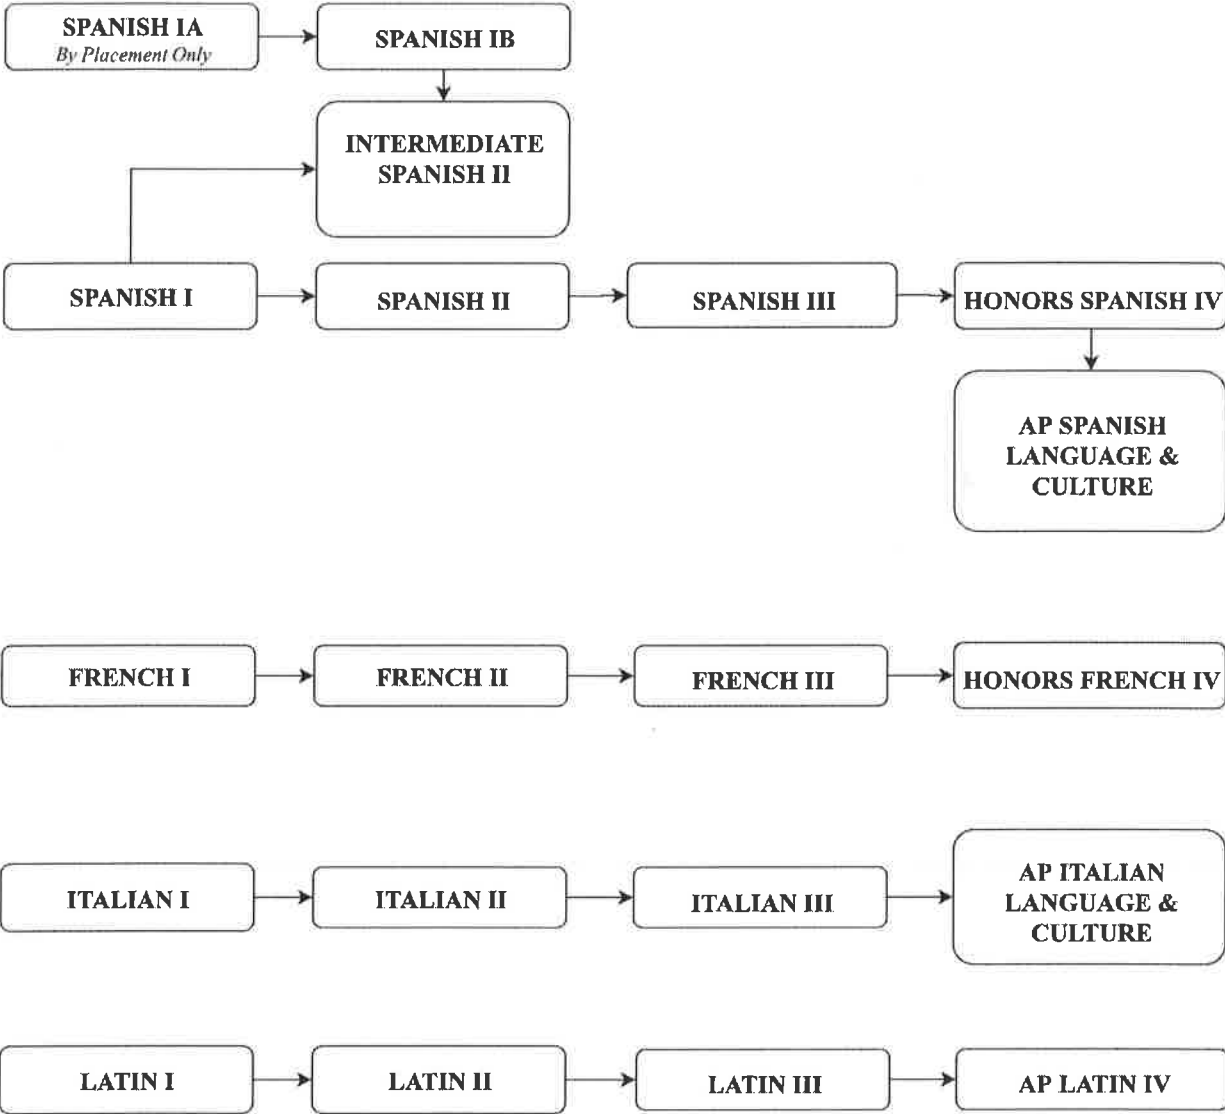 SPANISH IA
By Placement Only
SPANISH IB
INTERMEDIATE
SPANISH II
SPANISH I
SPANISH II
SPANISH III
HONORS SPANISH IV
AP SPANISH
LANGUAGE &
CULTURE
FRENCH I
FRENCH II
FRENCH III
HONORS FRENCH IV
ITALIAN I
ITALIAN II
ITALIAN III
AP ITALIAN
LANGUAGE &
CULTURE
LATIN I
LATIN II
LATIN III
AP LATIN IV